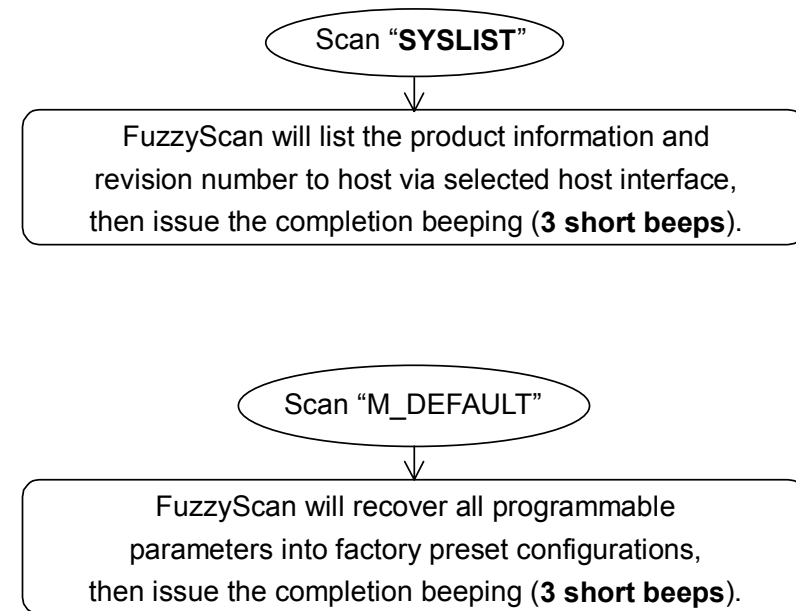 Scan “SYSLIST”
FuzzyScan will list the product information and
revision number to host via selected host interface,
then issue the completion beeping (3 short beeps).
Scan “M_DEFAULT”
FuzzyScan will recover all programmable
parameters into factory preset configurations,
then issue the completion beeping (3 short beeps).